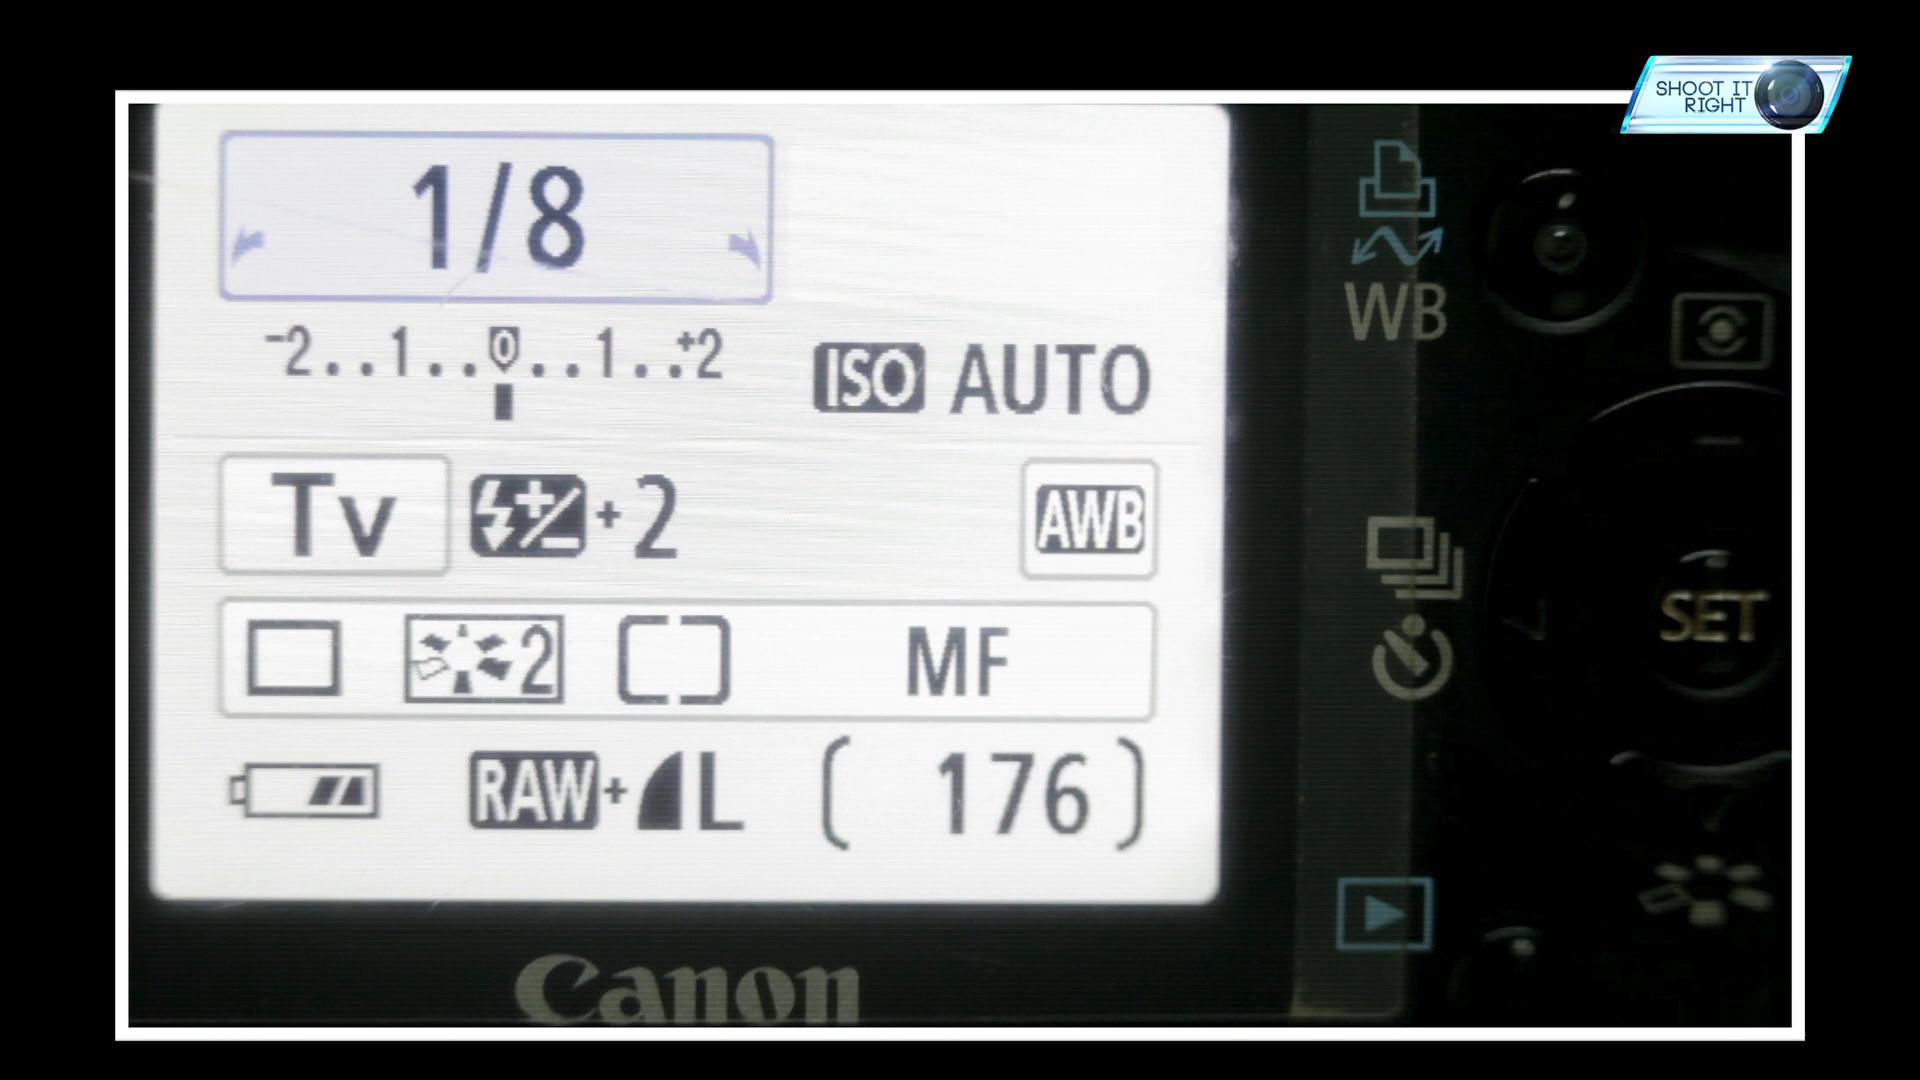 SHOOT IT
RIGHT
1/8
-2..1..0..1..+2
ISO AUTO
WB
Tv +2
AWB
2 MF
SET
RAW+L ( 176)
Canon